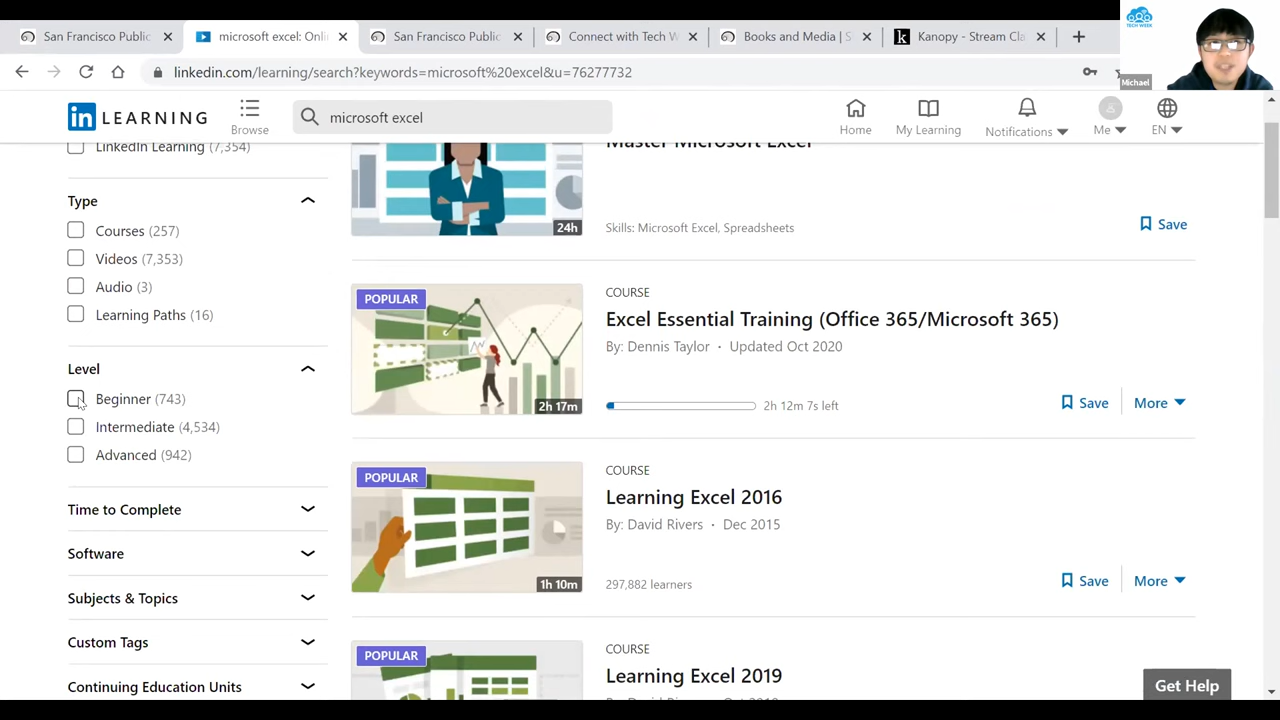 San Francisco Public
microsoft excel: Onli
San Francisco Public
Connect with Tech W
Books and Media | S
Kanopy - Stream Cla
TECH WEEK
Michael
linkedin.com/learning/search?keywords=microsoft%20excel&u=76277732
in LEARNING
Browse
microsoft excel
Home
My Learning
Notifications
Me
EN
LinkedIn Learning (7,354)
Type
Courses (257)
Videos (7,353)
Audio (3)
Learning Paths (16)
Level
Beginner (743)
Intermediate (4,534)
Advanced (942)
Time to Complete
Software
Subjects & Topics
Custom Tags
Continuing Education Units
Master Microsoft Excel
24h
Skills: Microsoft Excel, Spreadsheets
Save
POPULAR
2h 17m
COURSE
Excel Essential Training (Office 365/Microsoft 365)
By: Dennis Taylor • Updated Oct 2020
2h 12m 7s left
Save
More
POPULAR
1h 10m
COURSE
Learning Excel 2016
By: David Rivers • Dec 2015
297,882 learners
Save
More
POPULAR
COURSE
Learning Excel 2019
Get Help